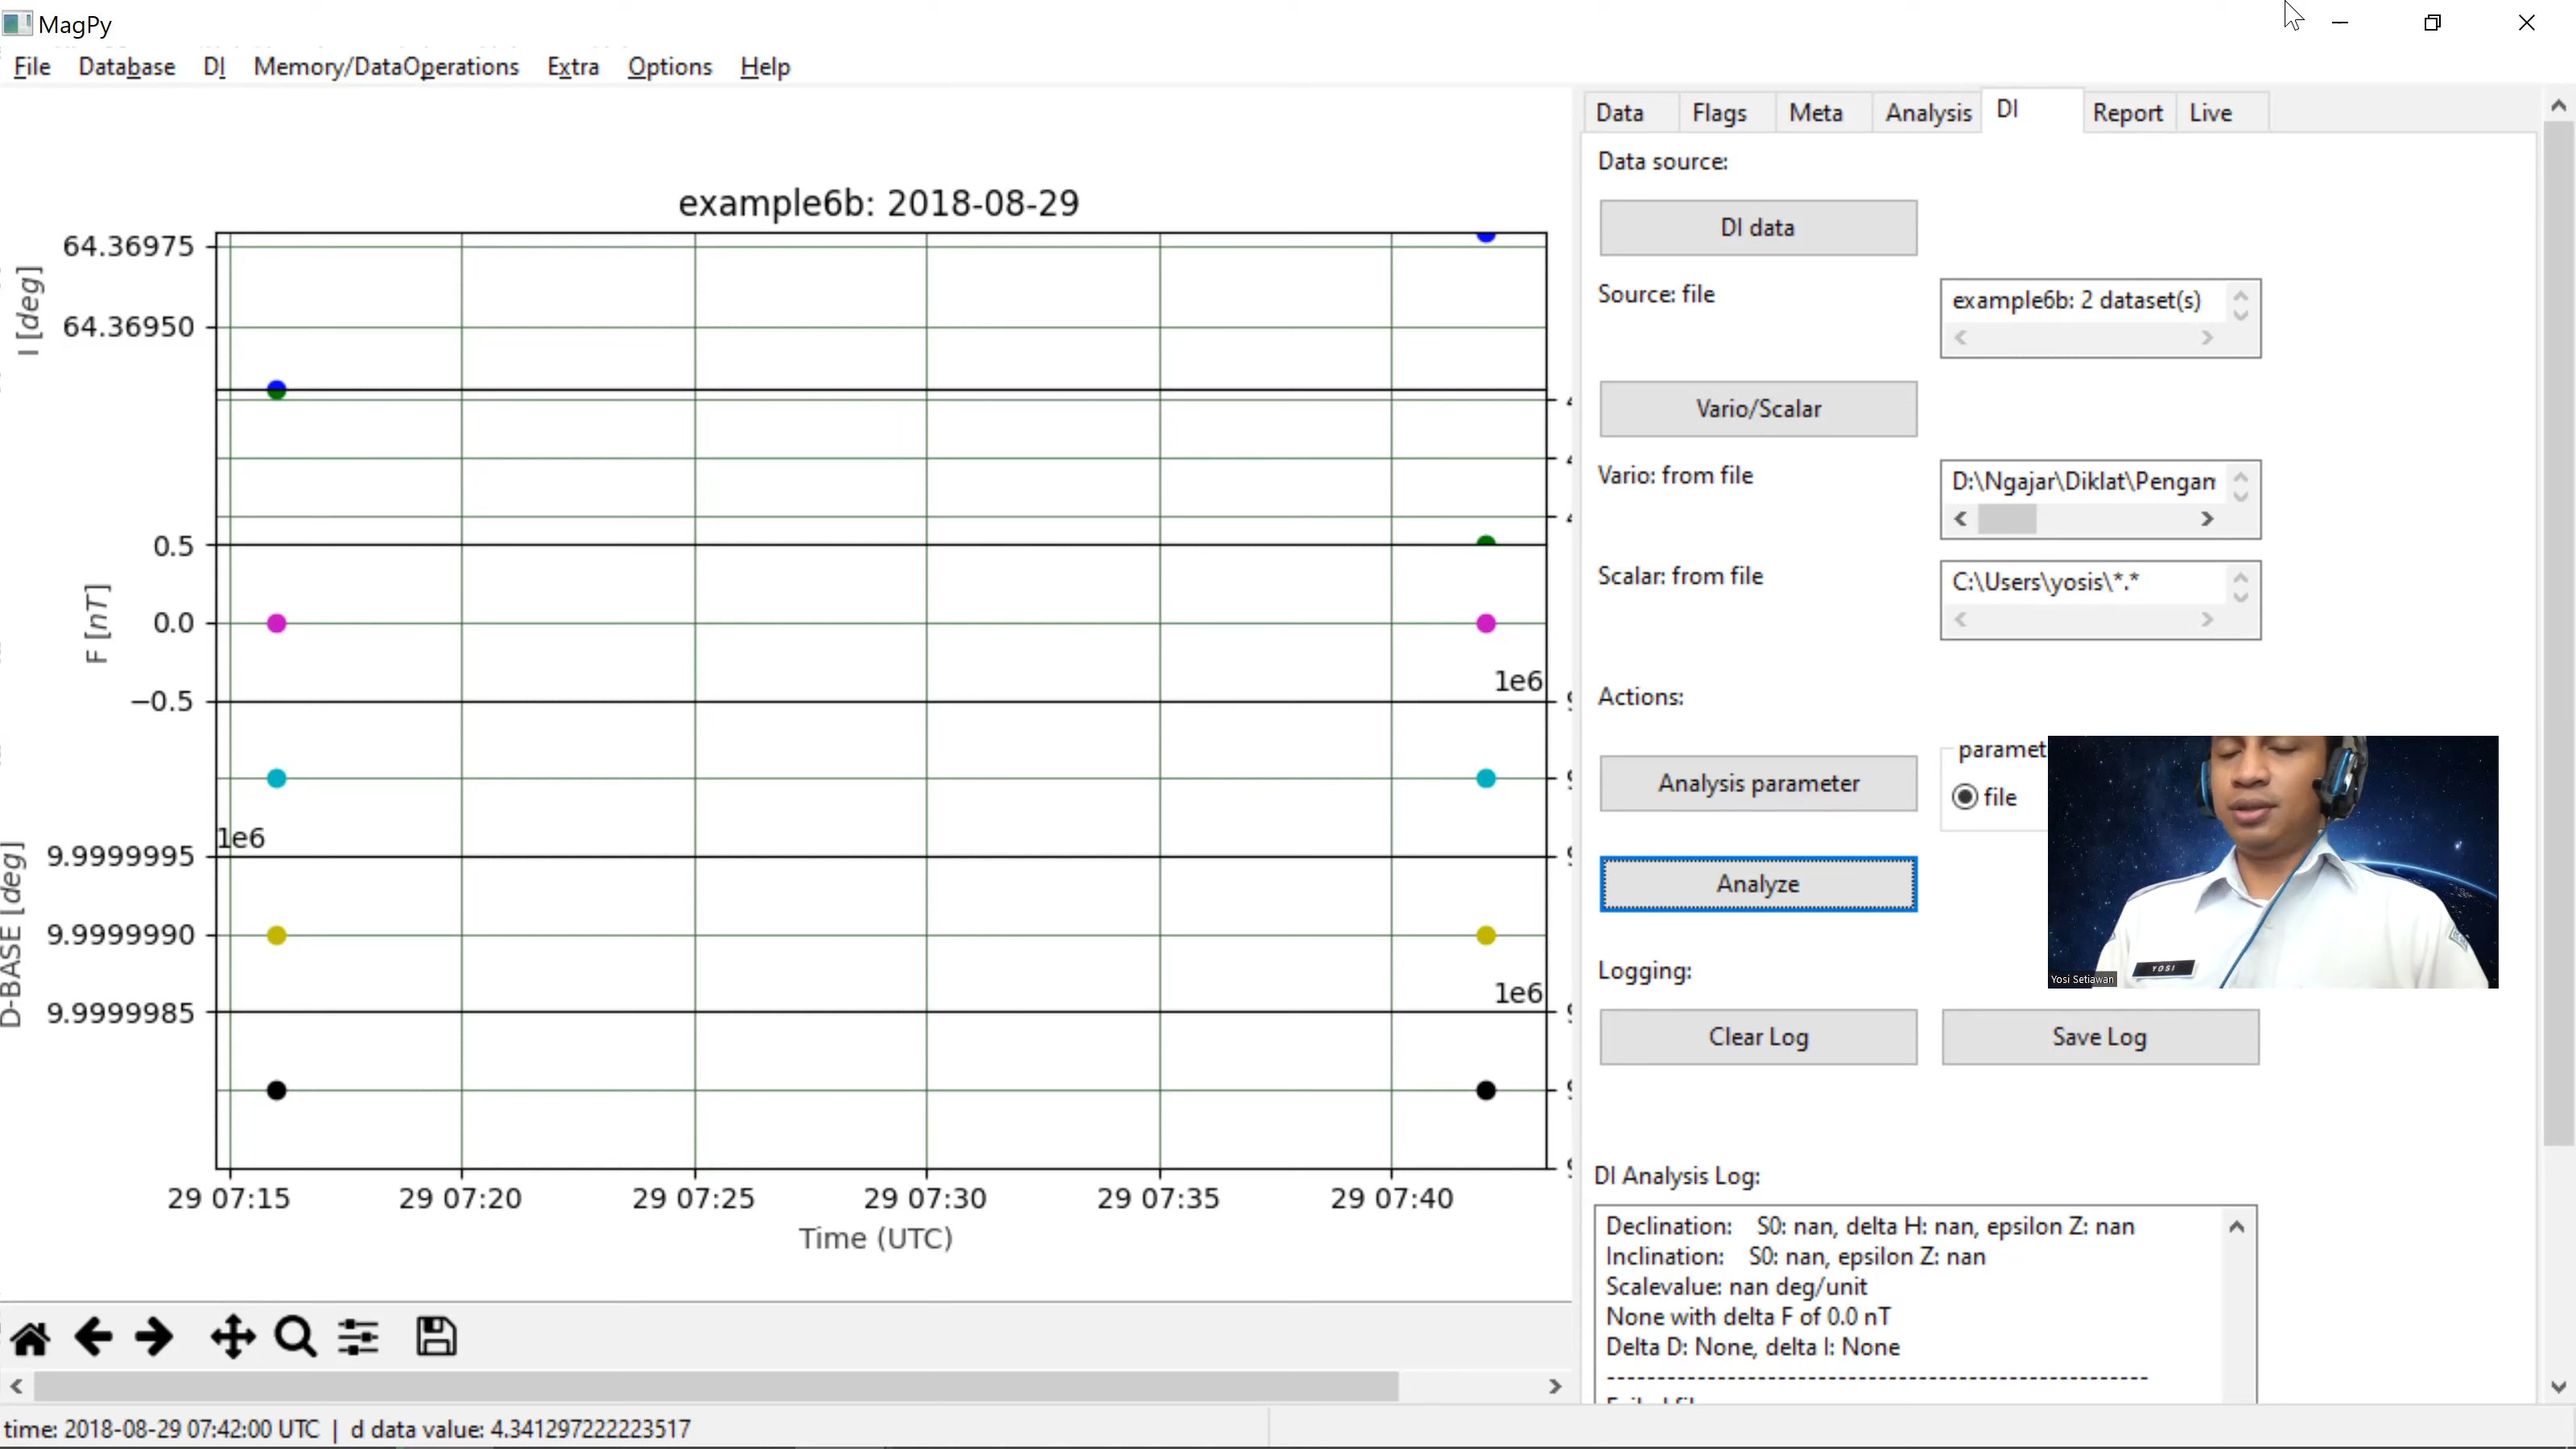 MagPy
File Database DI Memory/DataOperations Extra Options Help
Data Flags Meta Analysis DI Report Live
example6b: 2018-08-29
64.36975
64.36950
I [deg]
0.5
0.0
−0.5
F [nT]
1e6
1e6
9.9999995
9.9999990
9.9999985
D-BASE [deg]
1e6
29 07:15 29 07:20 29 07:25 29 07:30 29 07:35 29 07:40
Time (UTC)
Data source:
DI data
Source: file
example6b: 2 dataset(s)
Vario/Scalar
Vario: from file
D:\Ngajar\Diklat\Pengan
Scalar: from file
C:\Users\yosis\*.*
Actions:
Analysis parameter
paramet
file
Analyze
YOSI
Yosi Setiawan
Logging:
Clear Log
Save Log
DI Analysis Log:
Declination: S0: nan, delta H: nan, epsilon Z: nan
Inclination: S0: nan, epsilon Z: nan
Scalevalue: nan deg/unit
None with delta F of 0.0 nT
Delta D: None, delta I: None
------------------------------------------------------
time: 2018-08-29 07:42:00 UTC | d data value: 4.341297222223517